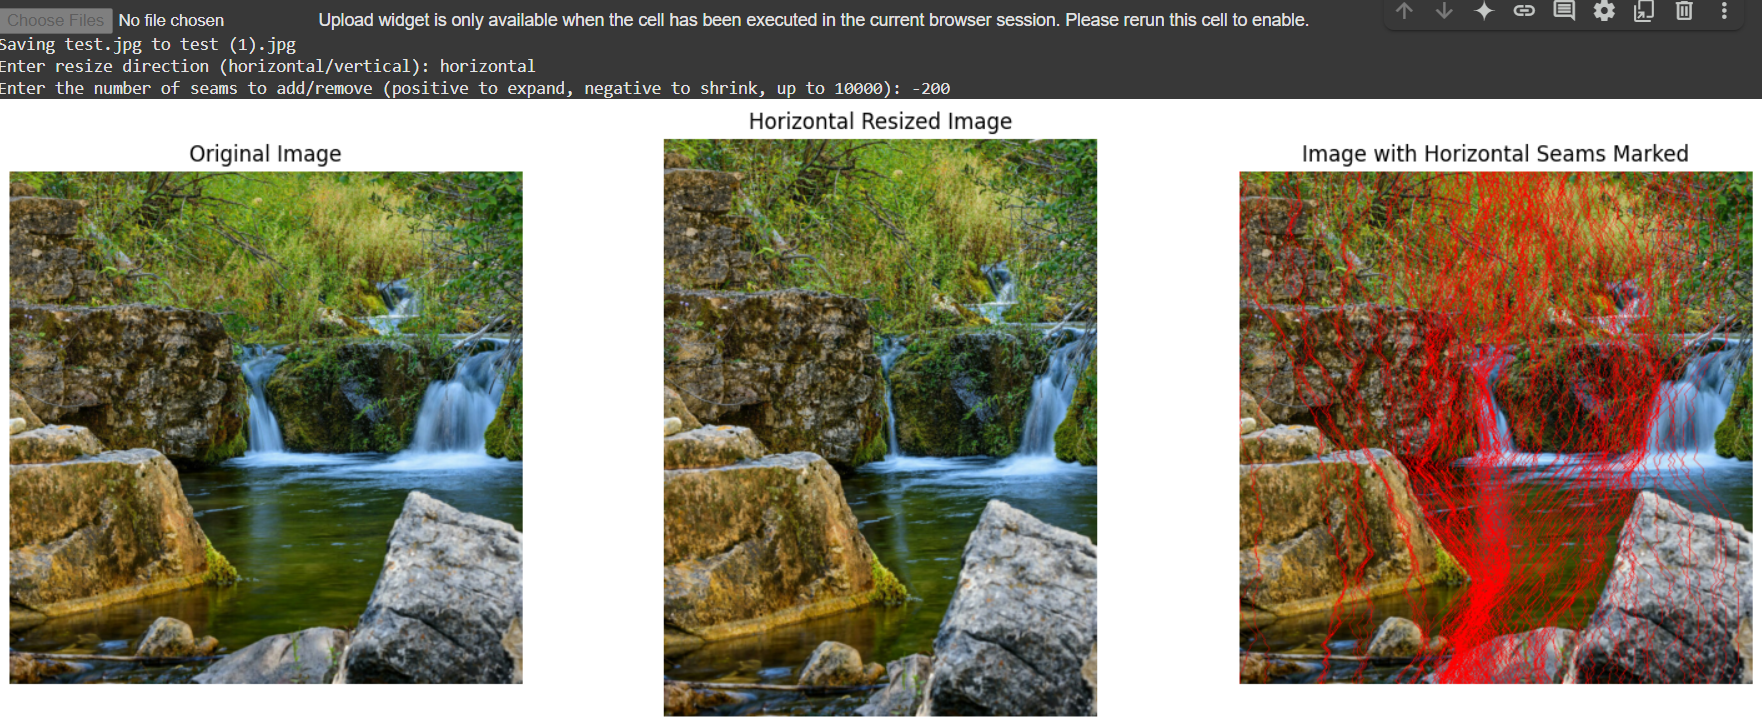 Choose Files No file chosen Upload widget is only available when the cell has been executed in the current browser session. Please rerun this cell to enable.
Saving test.jpg to test (1).jpg
Enter resize direction (horizontal/vertical): horizontal
Enter the number of seams to add/remove (positive to expand, negative to shrink, up to 10000): -200
Horizontal Resized Image
Original Image
Image with Horizontal Seams Marked